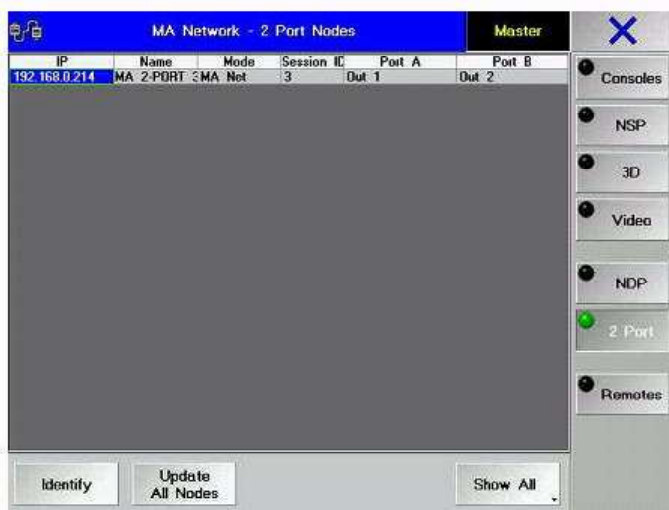 MA Network - 2 Port Nodes
Master
IP Name Mode Session ID Port A Port B
192.168.0.214 MA 2-PORT MA Net 3 Out 1 Out 2
Consoles
NSP
3D
Video
NDP
2 Port
Remotes
Identify
Update
All Nodes
Show All